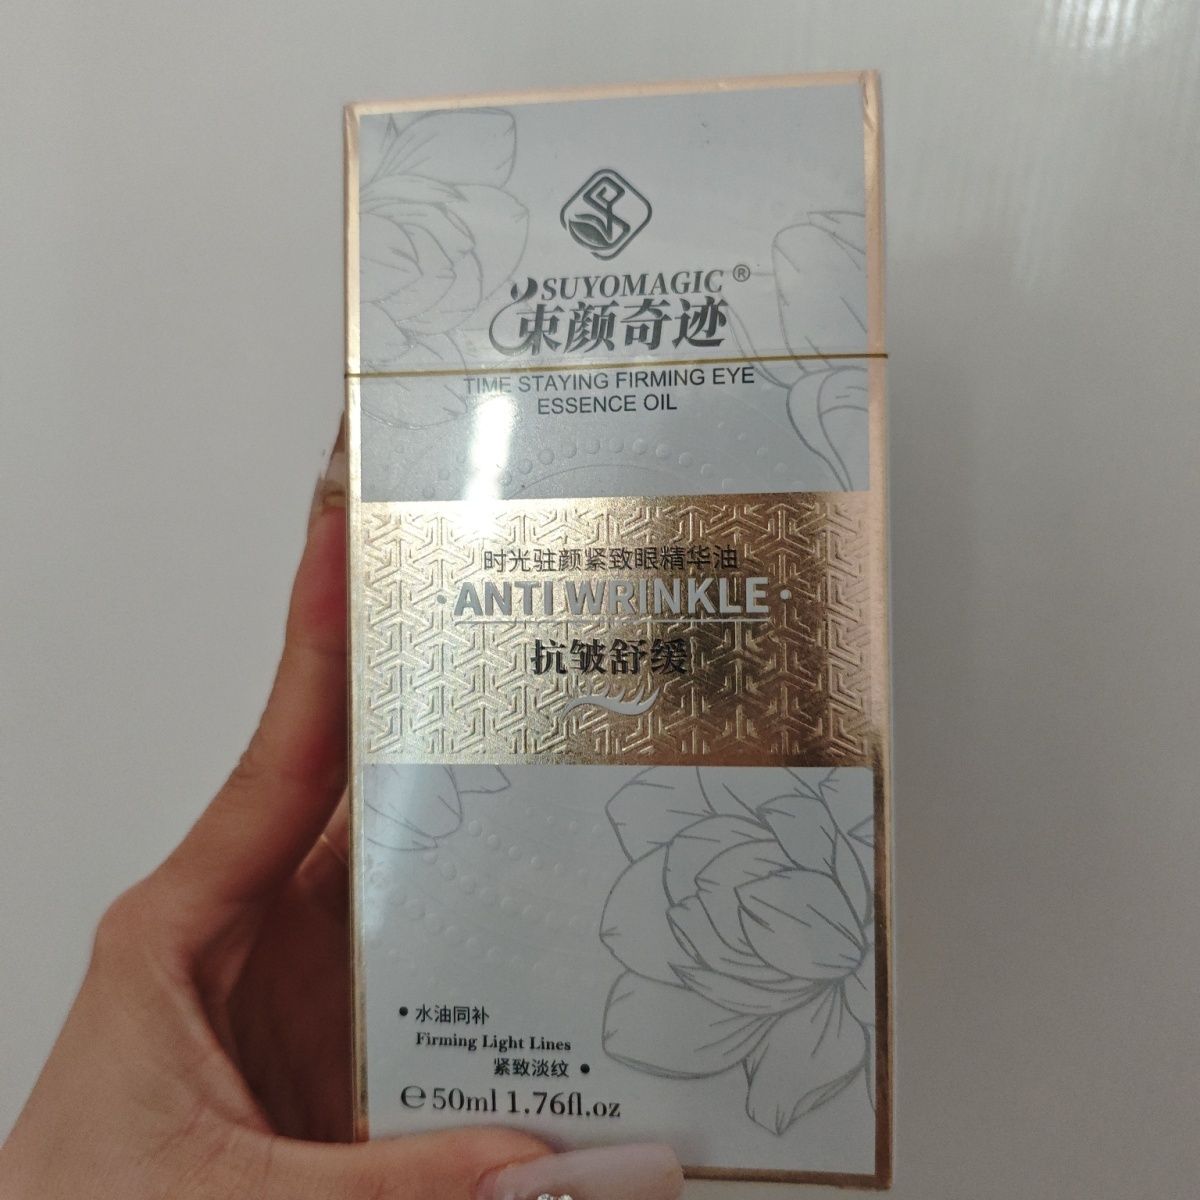 SUYOMAGIC®
束颜奇迹
TIME STAYING FIRMING EYE
ESSENCE OIL
时光驻颜紧致眼精华油
·ANTI WRINKLE·
抗皱舒缓
•水油同补
Firming Light Lines
紧致淡纹•
℮50ml 1.76fl.oz